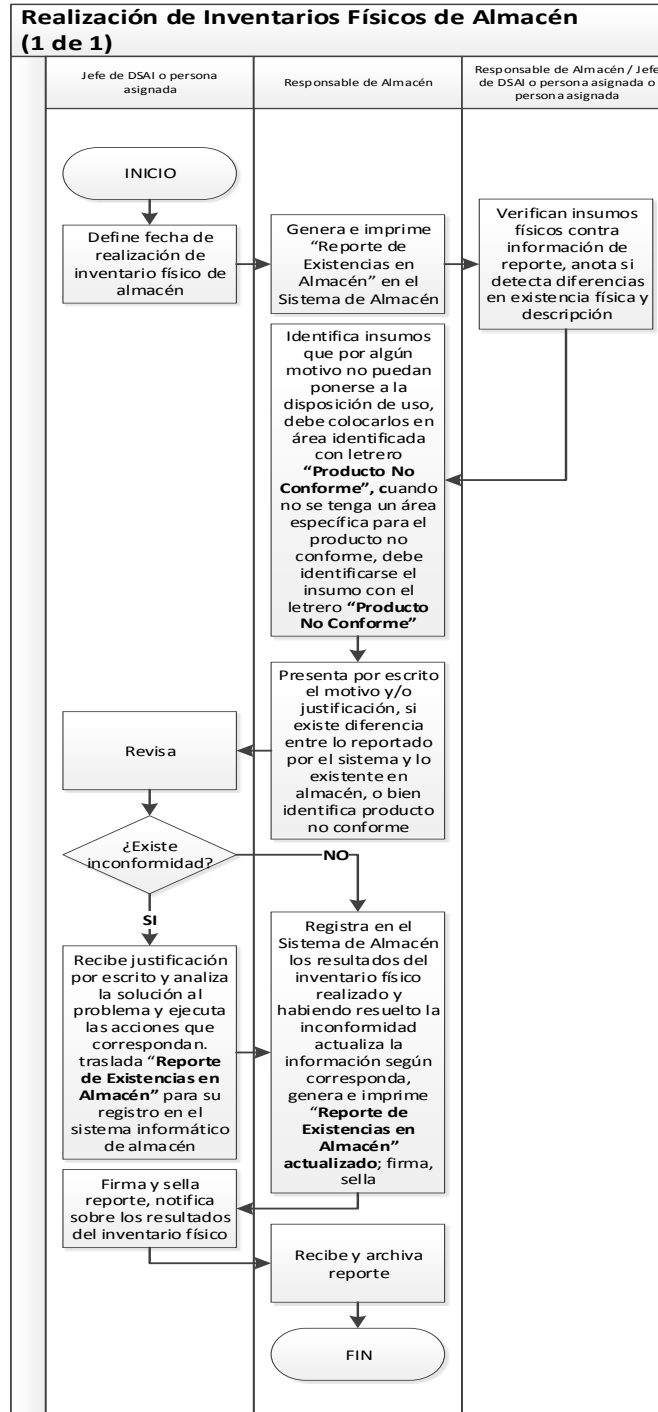 Realización de Inventarios Físicos de Almacén
(1 de 1)
Jefe de DSAI o persona
asignada
Responsable de Almacén
Responsable de Almacén / Jefe
de DSAI o persona asignada o
persona asignada
INICIO
Define fecha de
realización de
inventario físico de
almacén
Genera e imprime
“Reporte de
Existencias en
Almacén” en el
Sistema de Almacén
Verifican insumos
físicos contra
información de
reporte, anota si
detecta diferencias
en existencia física y
descripción
Identifica insumos
que por algún
motivo no puedan
ponerse a la
disposición de uso,
debe colocarlos en
área identificada
con letrero
“Producto No
Conforme”, cuando
no se tenga un área
específica para el
producto no
conforme, debe
identificarse el
insumo con el
letrero “Producto
No Conforme”
Presenta por escrito
el motivo y/o
justificación, si
existe diferencia
entre lo reportado
por el sistema y lo
existente en
almacén, o bien
identifica producto
no conforme
Revisa
¿Existe
inconformidad?
NO
SI
Recibe justificación
por escrito y analiza
la solución al
problema y ejecuta
las acciones que
correspondan.
traslada “Reporte
de Existencias en
Almacén” para su
registro en el
sistema informático
de almacén
Registra en el
Sistema de Almacén
los resultados del
inventario físico
realizado y
habiendo resuelto la
inconformidad
actualiza la
información según
corresponda,
genera e imprime
“Reporte de
Existencias en
Almacén”
actualizado; firma,
sella
Firma y sella
reporte, notifica
sobre los resultados
del inventario físico
Recibe y archiva
reporte
FIN